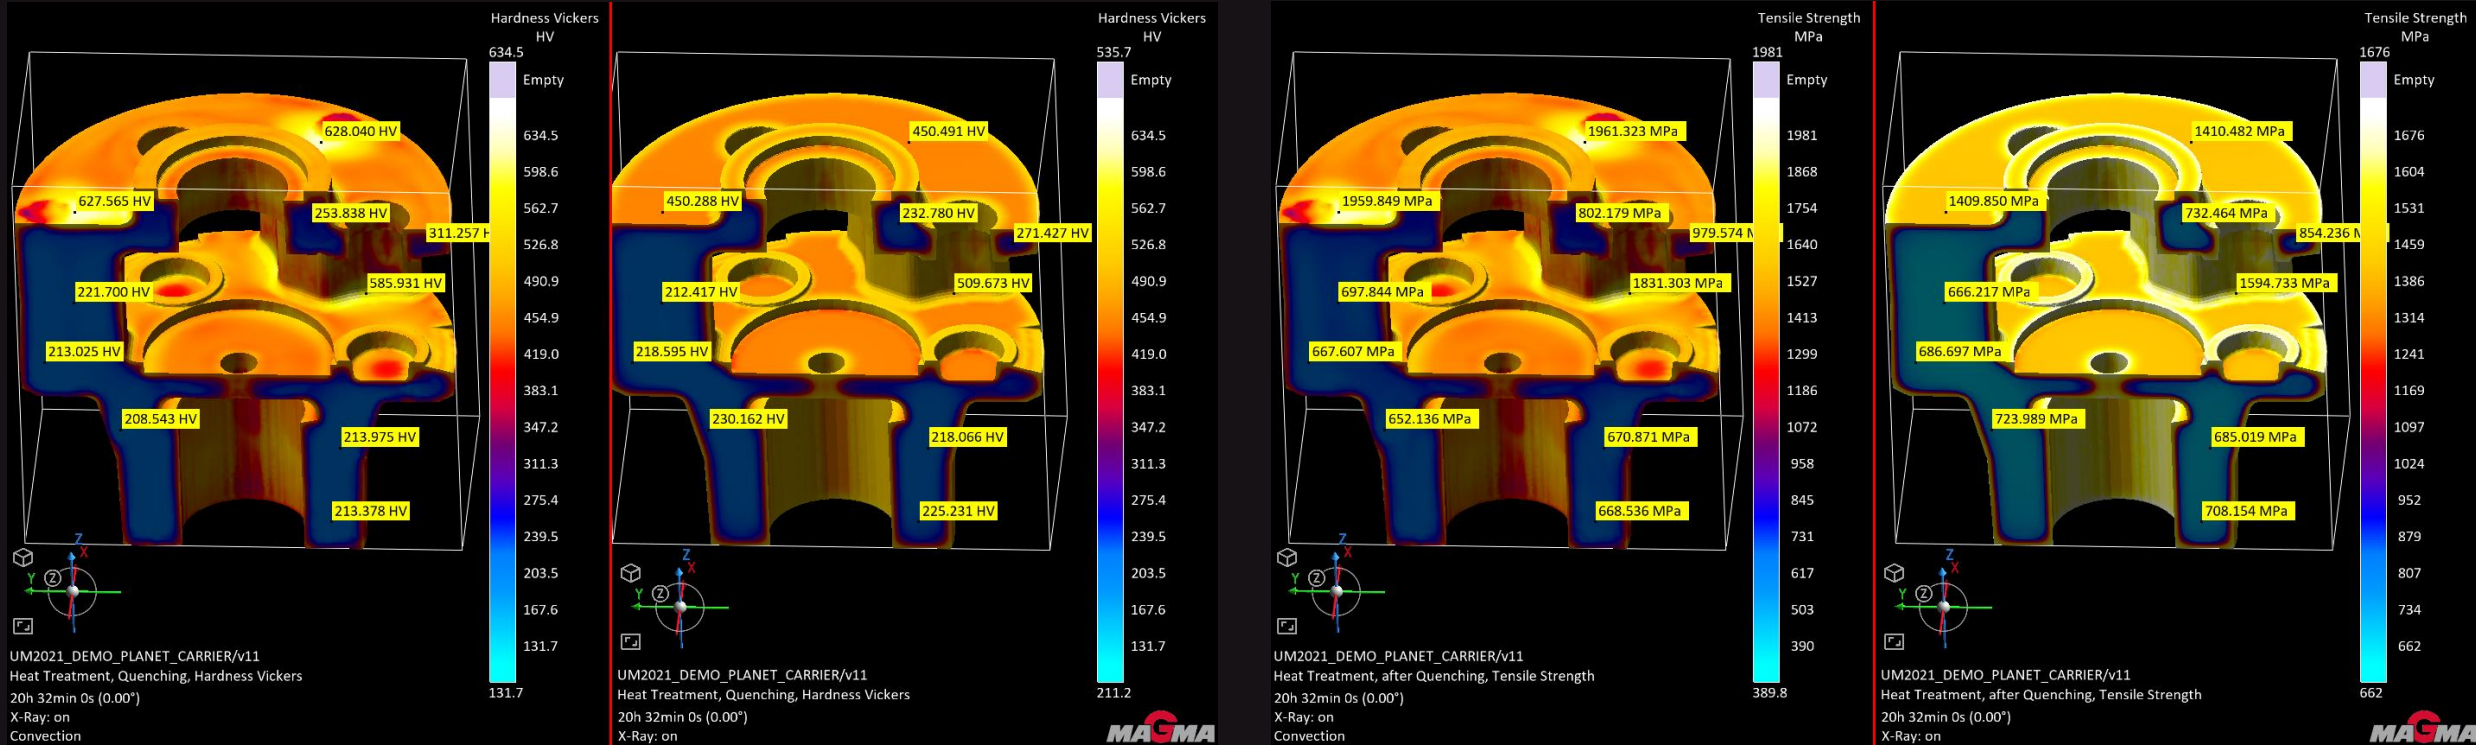 Hardness Vickers
HV
634.5
Empty
634.5
598.6
562.7
526.8
490.9
454.9
419.0
383.1
347.2
311.3
275.4
239.5
203.5
167.6
131.7
131.7
628.040 HV
627.565 HV
253.838 HV
311.257 H
221.700 HV
585.931 HV
213.025 HV
208.543 HV
213.975 HV
213.378 HV
Z
X
Y
Z
UM2021_DEMO_PLANET_CARRIER/v11
Heat Treatment, Quenching, Hardness Vickers
20h 32min 0s (0.00°)
X-Ray: on
Convection
Hardness Vickers
HV
535.7
Empty
634.5
598.6
562.7
526.8
490.9
454.9
419.0
383.1
347.2
311.3
275.4
239.5
203.5
167.6
131.7
211.2
450.491 HV
450.288 HV
232.780 HV
271.427 HV
212.417 HV
509.673 HV
218.595 HV
230.162 HV
218.066 HV
225.231 HV
Z
X
Y
Z
UM2021_DEMO_PLANET_CARRIER/v11
Heat Treatment, Quenching, Hardness Vickers
20h 32min 0s (0.00°)
X-Ray: on
MAGMA
Tensile Strength
MPa
1981
Empty
1981
1868
1754
1640
1527
1413
1299
1186
1072
958
845
731
617
503
390
389.8
1961.323 MPa
1959.849 MPa
802.179 MPa
979.574 M
697.844 MPa
1831.303 MPa
667.607 MPa
652.136 MPa
670.871 MPa
668.536 MPa
Z
X
Y
Z
UM2021_DEMO_PLANET_CARRIER/v11
Heat Treatment, after Quenching, Tensile Strength
20h 32min 0s (0.00°)
X-Ray: on
Convection
Tensile Strength
MPa
1676
Empty
1676
1604
1531
1459
1386
1314
1241
1169
1097
1024
952
879
807
734
662
662
1410.482 MPa
1409.850 MPa
732.464 MPa
854.236 M
666.217 MPa
1594.733 MPa
686.697 MPa
723.989 MPa
685.019 MPa
708.154 MPa
Z
X
Y
Z
UM2021_DEMO_PLANET_CARRIER/v11
Heat Treatment, after Quenching, Tensile Strength
20h 32min 0s (0.00°)
X-Ray: on
MAGMA